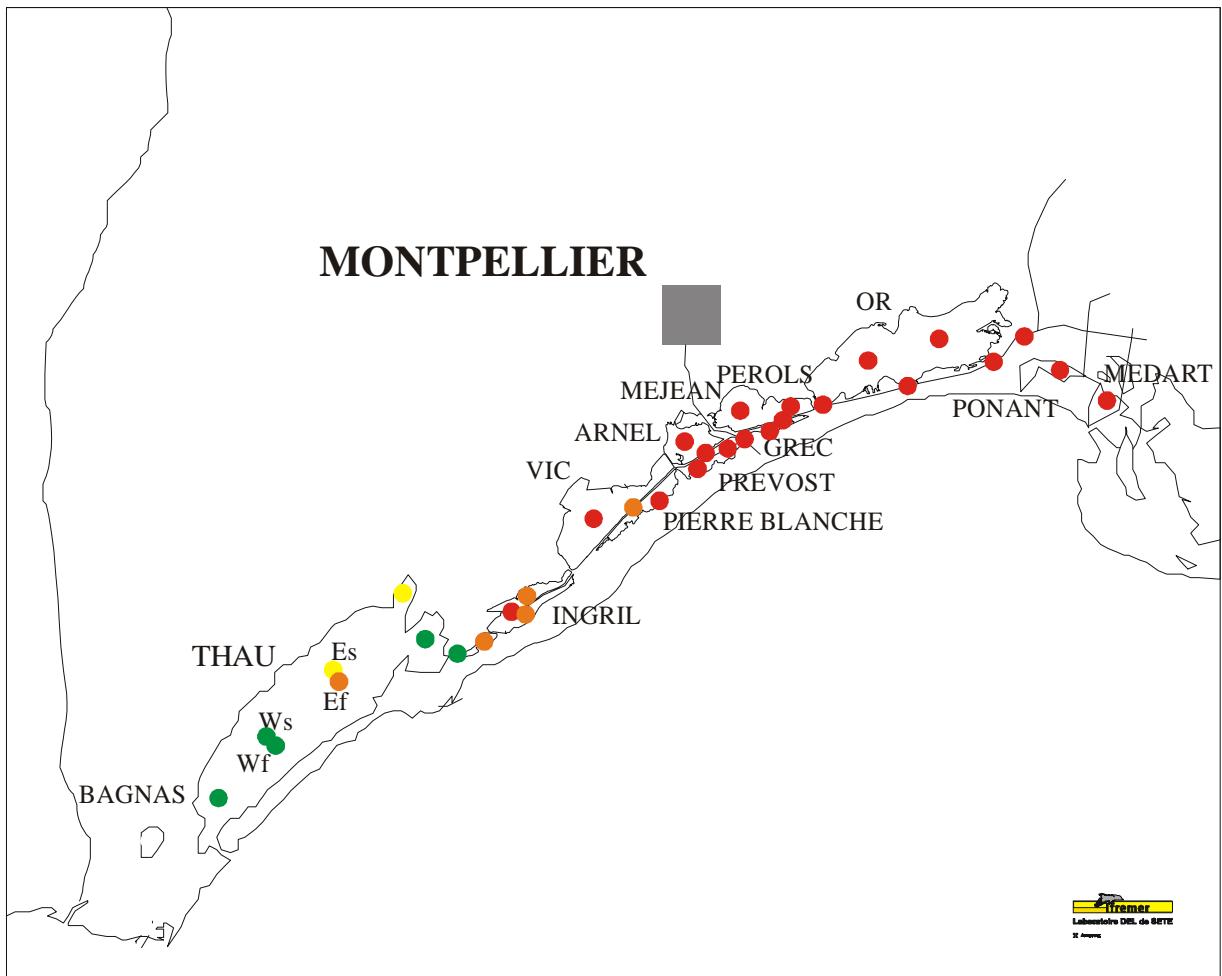 MONTPELLIER
OR
PEROLS
MEJEAN
MEDART
PONANT
ARNEL
GREC
VIC
PREVOST
PIERRE BLANCHE
INGRIL
THAU
Es
Ef
Ws
Wf
BAGNAS
Ifremer
Laboratoire DEL de SETE